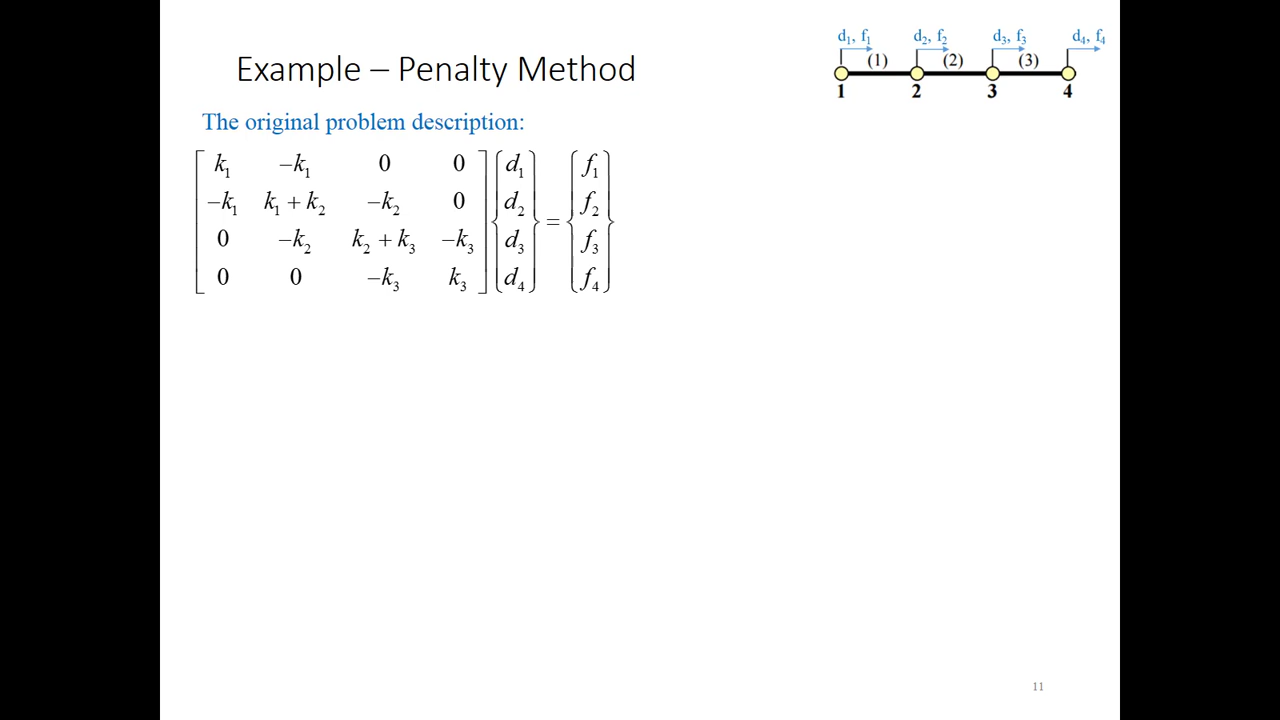 d₁, f₁ d₂, f₂ d₃, f₃ d₄, f₄
(1) (2) (3)
1 2 3 4
Example – Penalty Method
The original problem description:
k₁ –k₁ 0 0 d₁ f₁
–k₁ k₁ + k₂ –k₂ 0 d₂ = f₂
0 –k₂ k₂ + k₃ –k₃ d₃ f₃
0 0 –k₃ k₃ d₄ f₄
11